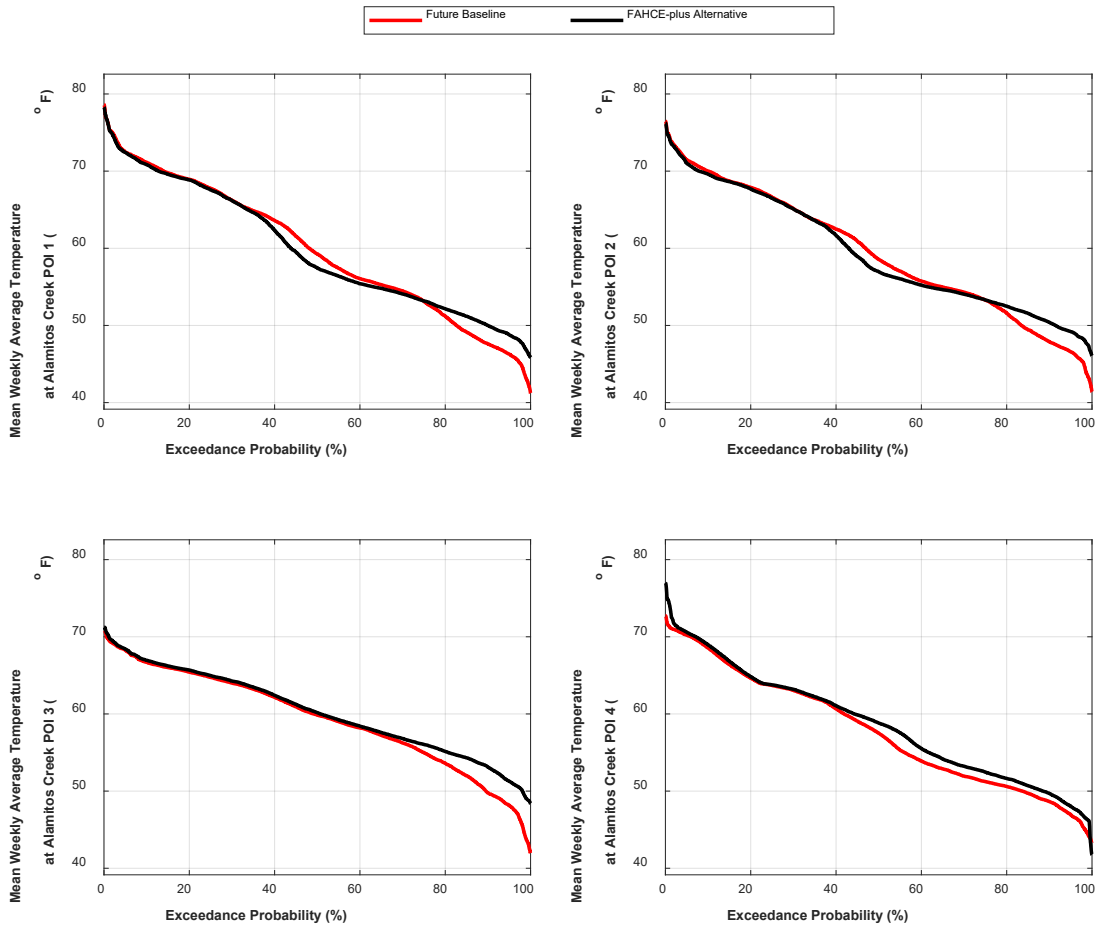 Future Baseline
FAHCE-plus Alternative
Mean Weekly Average Temperature
at Alamitos Creek POI 1 ( o F)
80
70
60
50
40
0 20 40 60 80 100
Exceedance Probability (%)
Mean Weekly Average Temperature
at Alamitos Creek POI 2 ( o F)
80
70
60
50
40
0 20 40 60 80 100
Exceedance Probability (%)
Mean Weekly Average Temperature
at Alamitos Creek POI 3 ( o F)
80
70
60
50
40
0 20 40 60 80 100
Exceedance Probability (%)
Mean Weekly Average Temperature
at Alamitos Creek POI 4 ( o F)
80
70
60
50
40
0 20 40 60 80 100
Exceedance Probability (%)